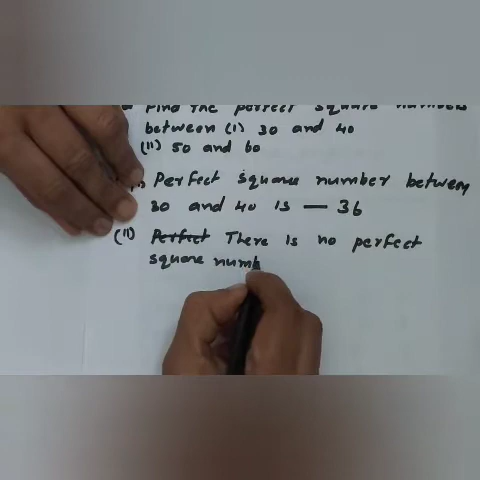 Find the perfect square numbers
between (i) 30 and 40
(ii) 50 and 60
Perfect square number between
30 and 40 is — 36
(ii) Perfect There is no perfect
square numb